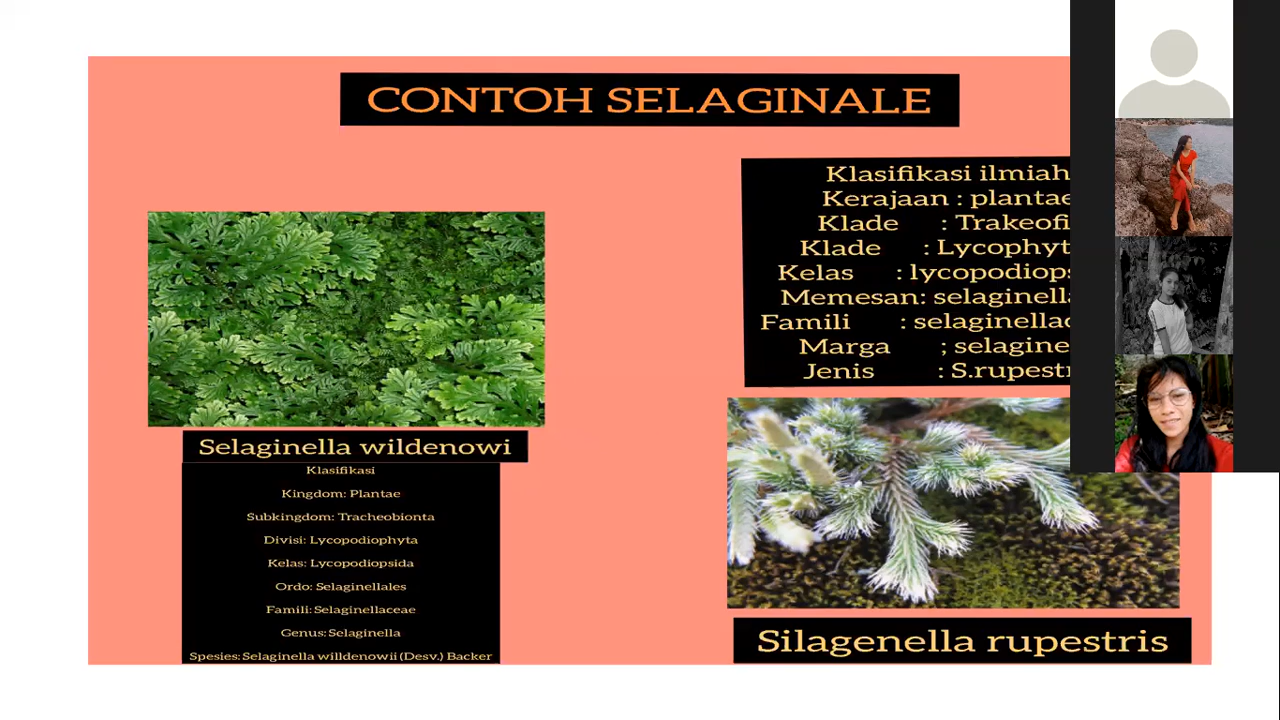 CONTOH SELAGINALE
Selaginella wildenowi
Klasifikasi
Kingdom: Plantae
Subkingdom: Tracheobionta
Divisi: Lycopodiophyta
Kelas: Lycopodiopsida
Ordo: Selaginellales
Famili: Selaginellaceae
Genus: Selaginella
Spesies: Selaginella willdenowii (Desv.) Backer
Klasifikasi ilmiah
Kerajaan : plantae
Klade : Trakeofi
Klade : Lycophyt
Kelas : lycopodiops
Memesan: selaginella
Famili : selaginellac
Marga ; selagine
Jenis : S.rupestr
Silagenella rupestris